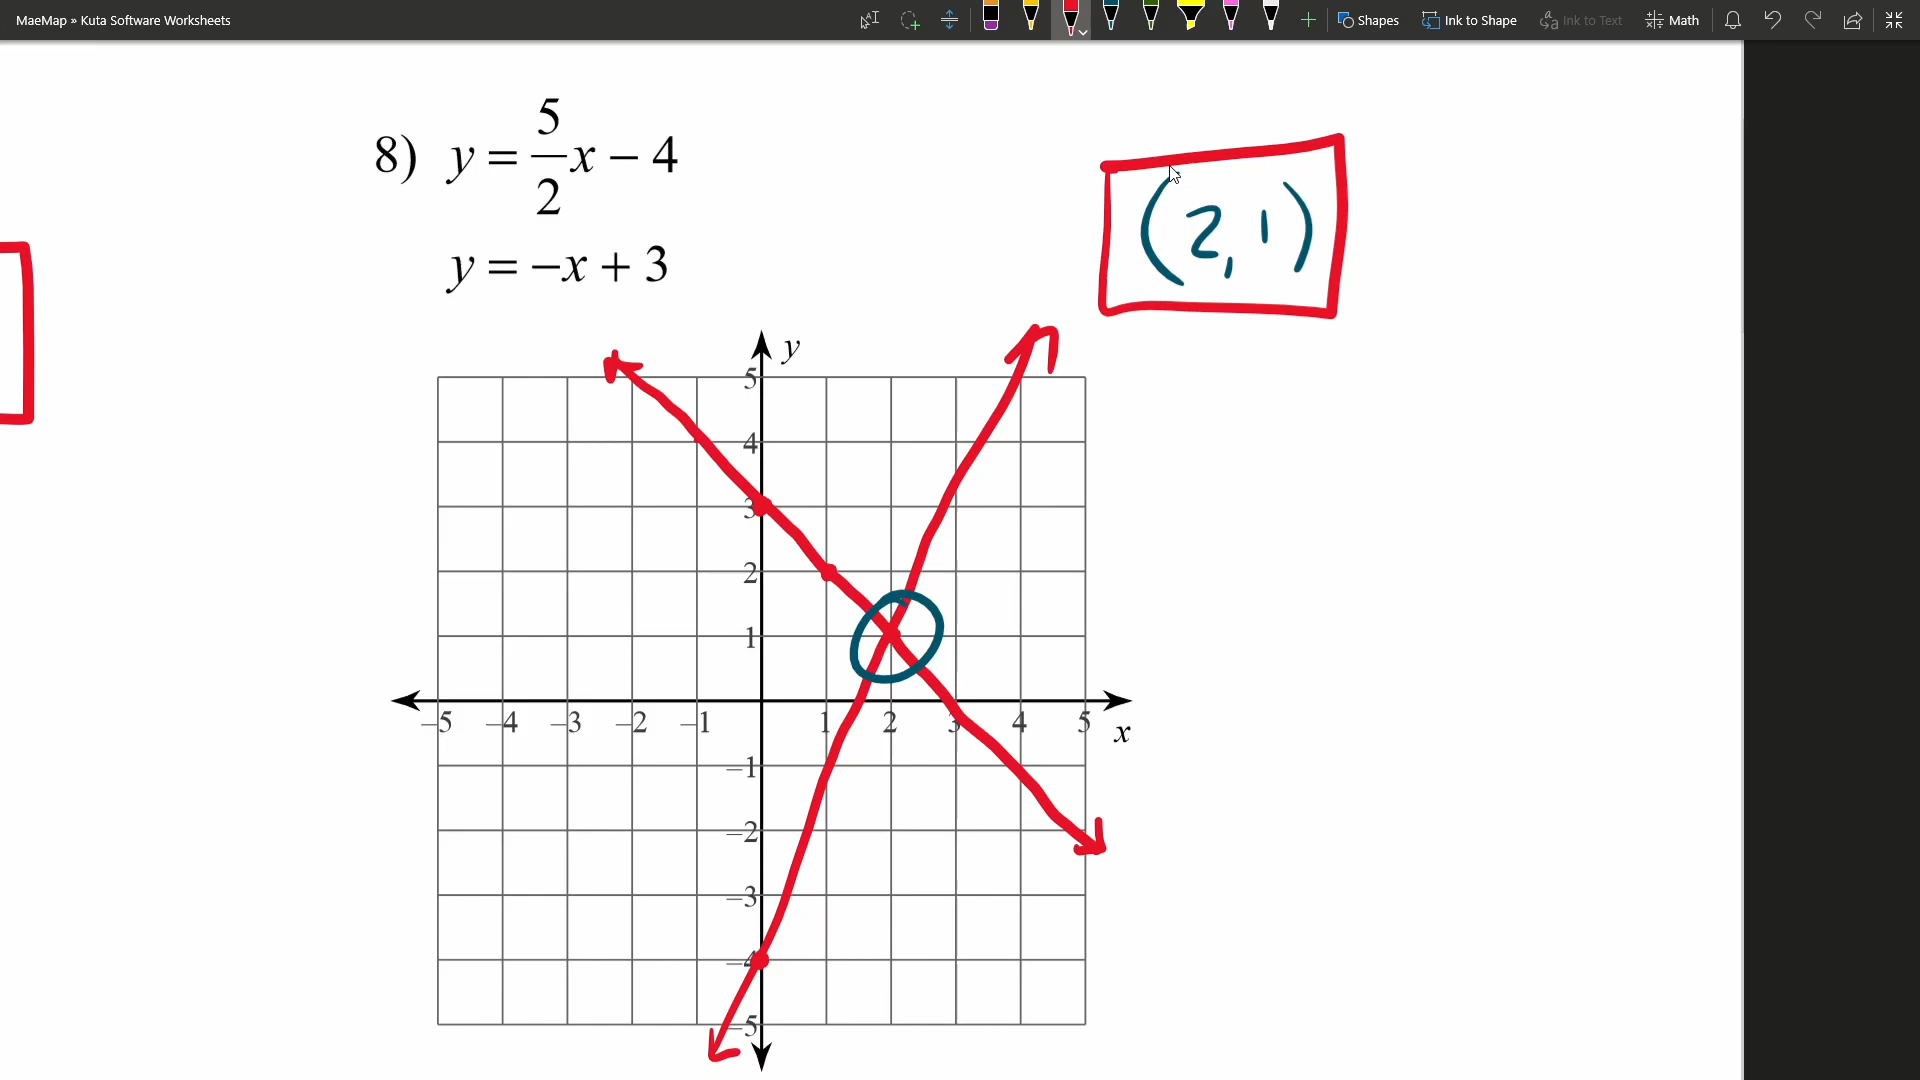 MaeMap » Kuta Software Worksheets
Shapes Ink to Shape Ink to Text Math
8) y = 5/2 x − 4
y = −x + 3
(2, 1)
y
5
4
3
2
1
−5 −4 −3 −2 −1 1 2 3 4 5
x
−1
−2
−3
−4
−5